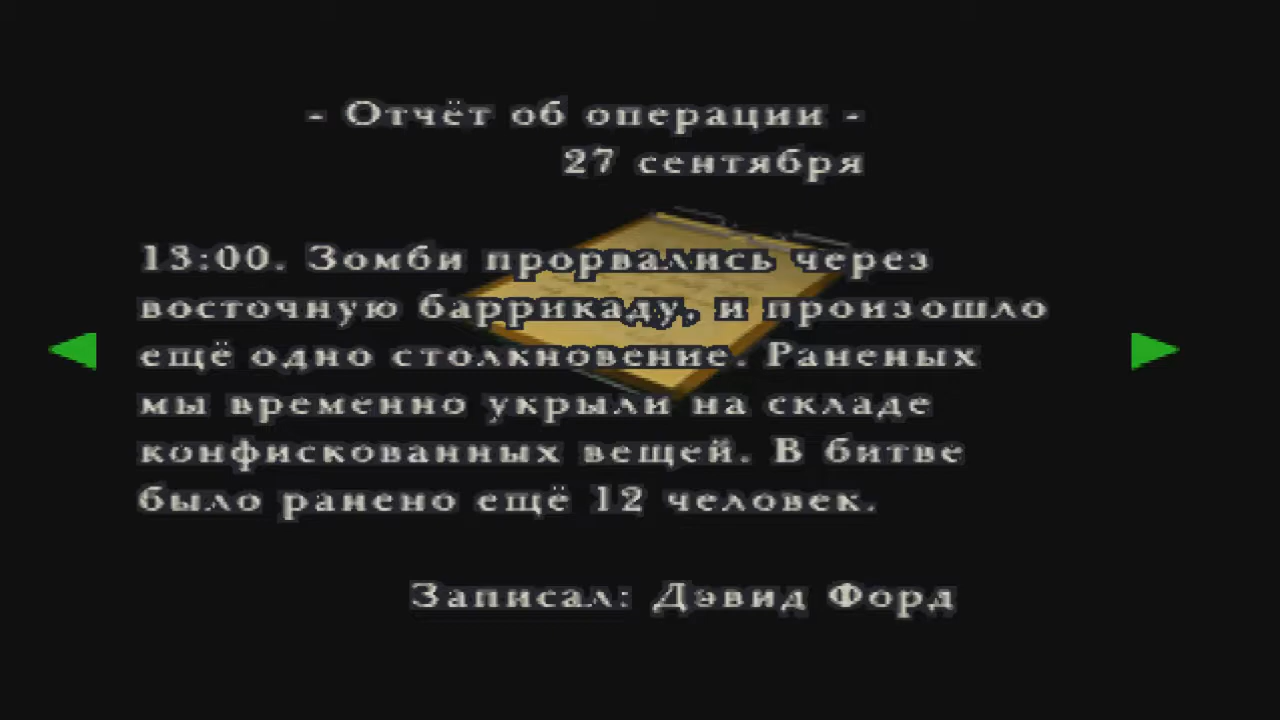 - Отчёт об операции -
27 сентября
13:00. Зомби прорвались через
восточную баррикаду, и произошло
ещё одно столкновение. Раненых
мы временно укрыли на складе
конфискованных вещей. В битве
было ранено ещё 12 человек.
Записал: Дэвид Форд